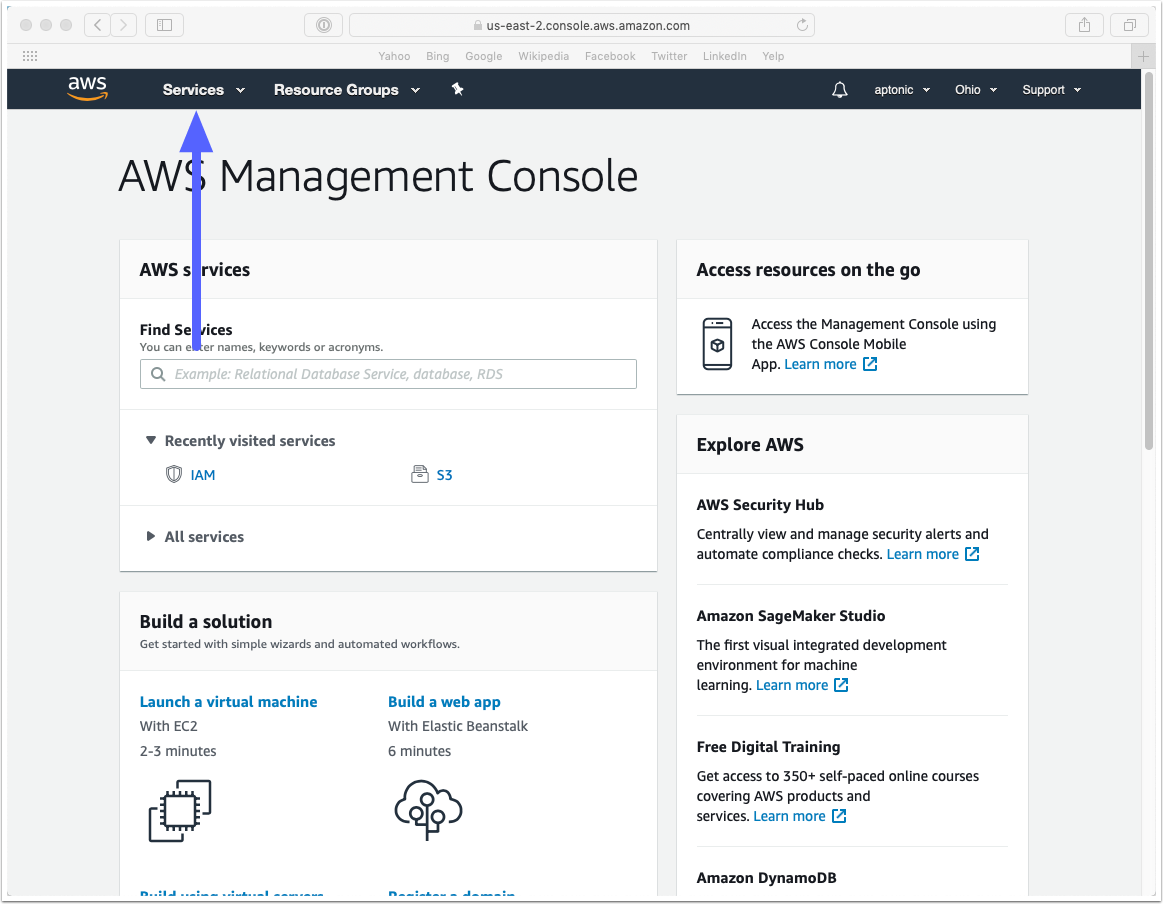 us-east-2.console.aws.amazon.com
Yahoo Bing Google Wikipedia Facebook Twitter LinkedIn Yelp
aws Services Resource Groups aptonic Ohio Support
AWS Management Console
AWS services
Find Services
You can enter names, keywords or acronyms.
Example: Relational Database Service, database, RDS
Recently visited services
IAM S3
All services
Build a solution
Get started with simple wizards and automated workflows.
Launch a virtual machine
With EC2
2-3 minutes
Build a web app
With Elastic Beanstalk
6 minutes
Build using virtual servers
Register a domain
Access resources on the go
Access the Management Console using
the AWS Console Mobile
App. Learn more
Explore AWS
AWS Security Hub
Centrally view and manage security alerts and
automate compliance checks. Learn more
Amazon SageMaker Studio
The first visual integrated development
environment for machine
learning. Learn more
Free Digital Training
Get access to 350+ self-paced online courses
covering AWS products and
services. Learn more
Amazon DynamoDB